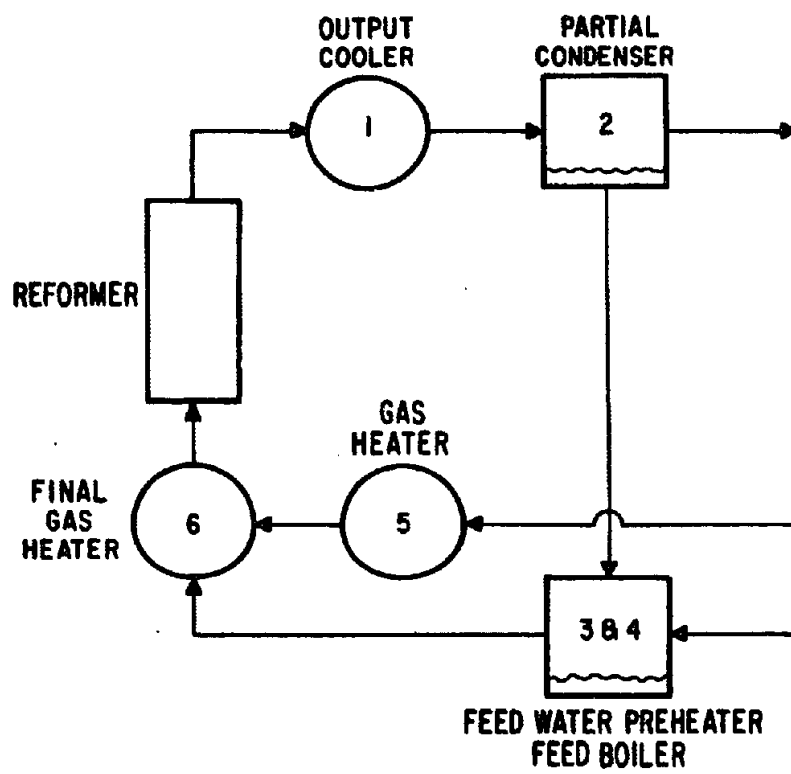 OUTPUT
COOLER
PARTIAL
CONDENSER
1
2
REFORMER
GAS
HEATER
FINAL
GAS
HEATER
6
5
3 & 4
FEED WATER PREHEATER
FEED BOILER